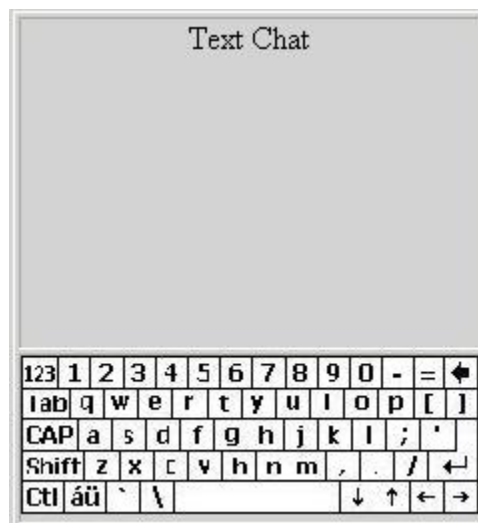 Text Chat
123 1 2 3 4 5 6 7 8 9 0 - = 🡄
Tab q w e r t y u i o p [ ]
CAP a s d f g h j k l ; '
Shift z x c v h n m , . / ↵
Ctl áü ` \ ↓ ↑ ← →